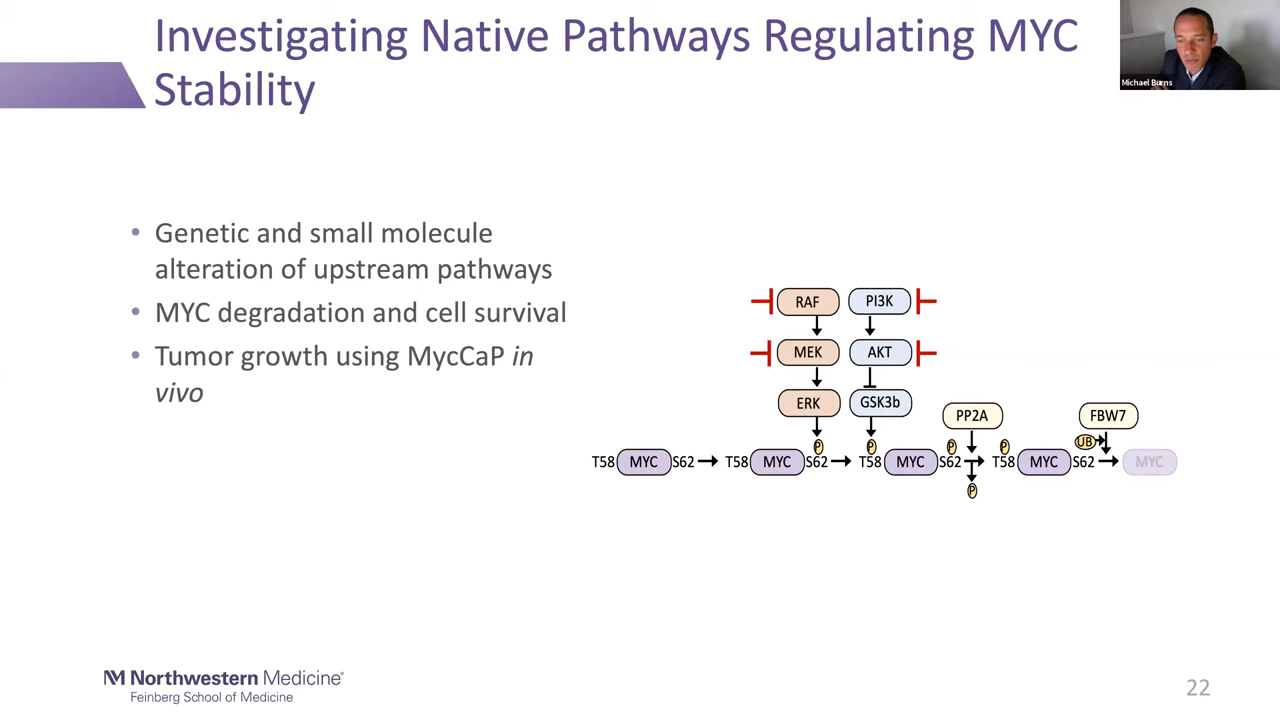 Investigating Native Pathways Regulating MYC
Stability
Michael Burns
• Genetic and small molecule
alteration of upstream pathways
• MYC degradation and cell survival
• Tumor growth using MycCaP in
vivo
RAF PI3K
MEK AKT
ERK GSK3b PP2A FBW7
P P P P UB
T58 MYC S62 T58 MYC S62 T58 MYC S62 T58 MYC S62 MYC
P
Northwestern Medicine®
Feinberg School of Medicine
22